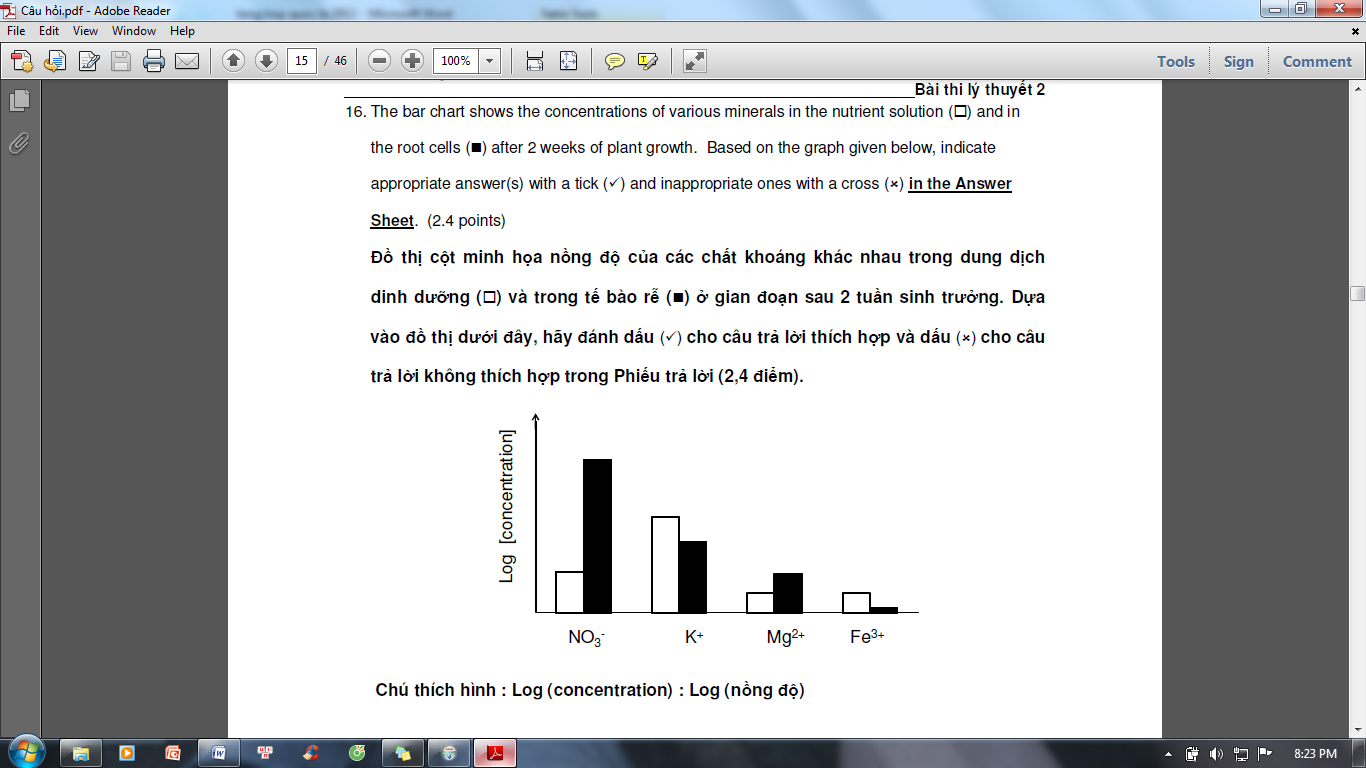 Câu hỏi.pdf - Adobe Reader
File Edit View Window Help
15 / 46
100%
Tools Sign Comment
Bài thi lý thuyết 2
16. The bar chart shows the concentrations of various minerals in the nutrient solution (□) and in
the root cells (■) after 2 weeks of plant growth. Based on the graph given below, indicate
appropriate answer(s) with a tick (✓) and inappropriate ones with a cross (×) in the Answer
Sheet. (2.4 points)
Đồ thị cột minh họa nồng độ của các chất khoáng khác nhau trong dung dịch
dinh dưỡng (□) và trong tế bào rễ (■) ở gian đoạn sau 2 tuần sinh trưởng. Dựa
vào đồ thị dưới đây, hãy đánh dấu (✓) cho câu trả lời thích hợp và dấu (×) cho câu
trả lời không thích hợp trong Phiếu trả lời (2,4 điểm).
Log [concentration]
NO₃⁻ K⁺ Mg²⁺ Fe³⁺
Chú thích hình : Log (concentration) : Log (nồng độ)
8:23 PM